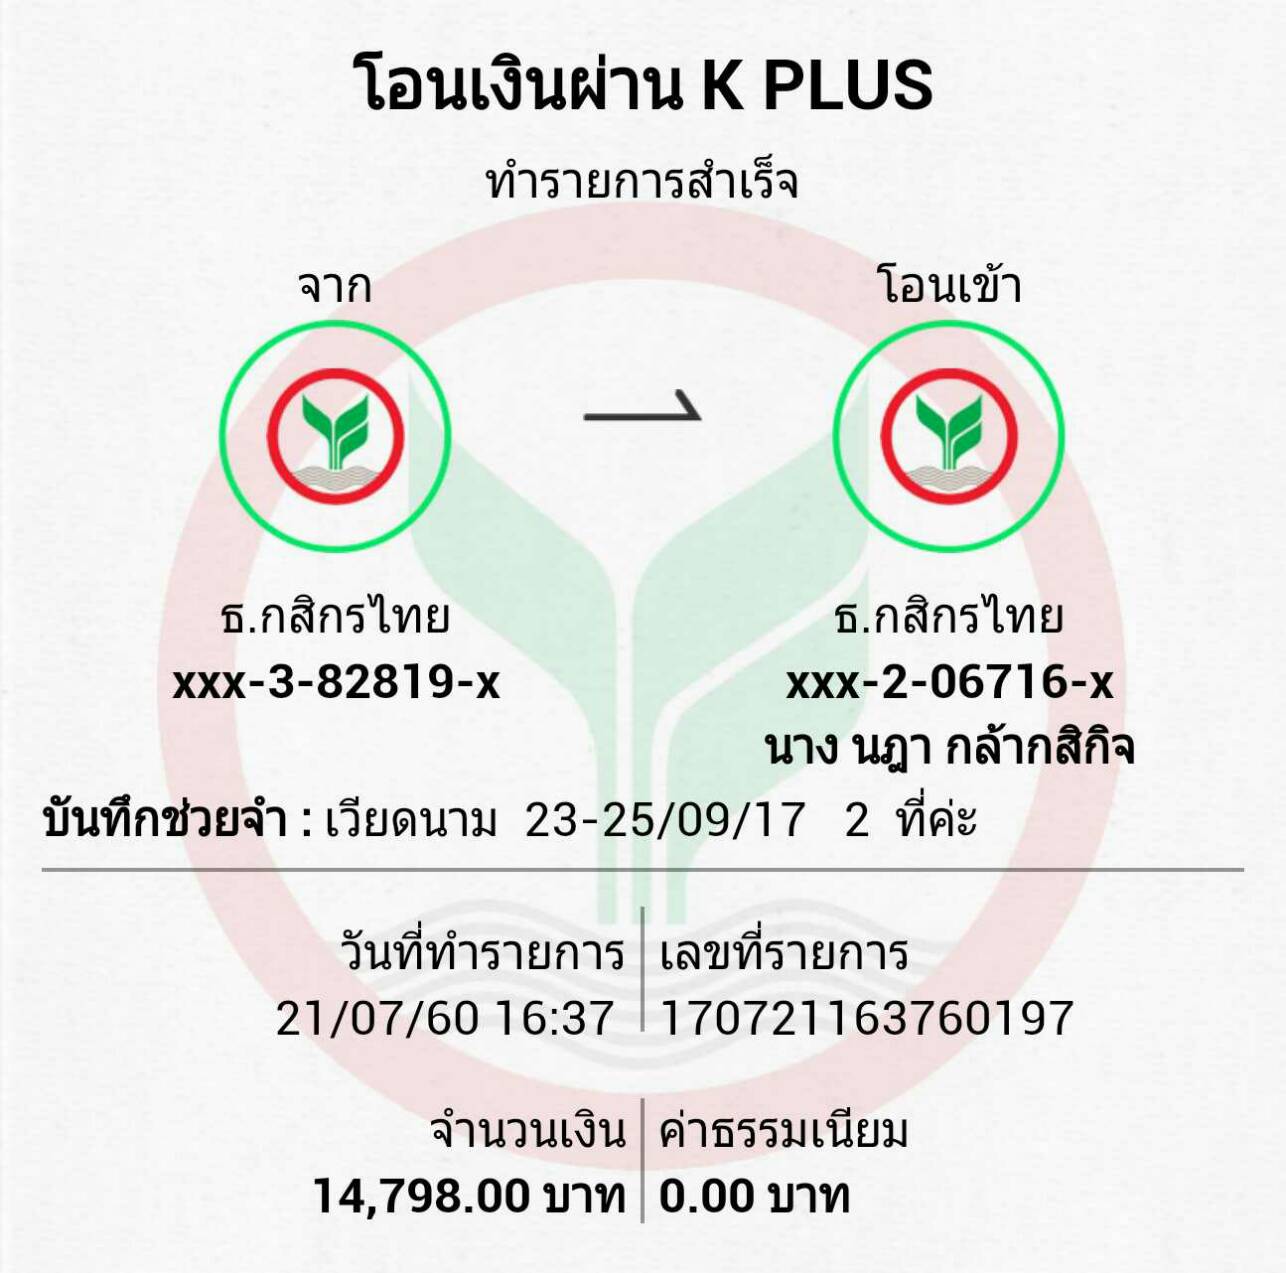 โอนเงินผ่าน K PLUS
ทำรายการสำเร็จ
จาก
โอนเข้า
ธ.กสิกรไทย
xxx-3-82819-x
ธ.กสิกรไทย
xxx-2-06716-x
นาง นฎา กล้ากสิกิจ
บันทึกช่วยจำ : เวียดนาม 23-25/09/17 2 ที่ค่ะ
วันที่ทำรายการ
21/07/60 16:37
เลขที่รายการ
170721163760197
จำนวนเงิน
14,798.00 บาท
ค่าธรรมเนียม
0.00 บาท